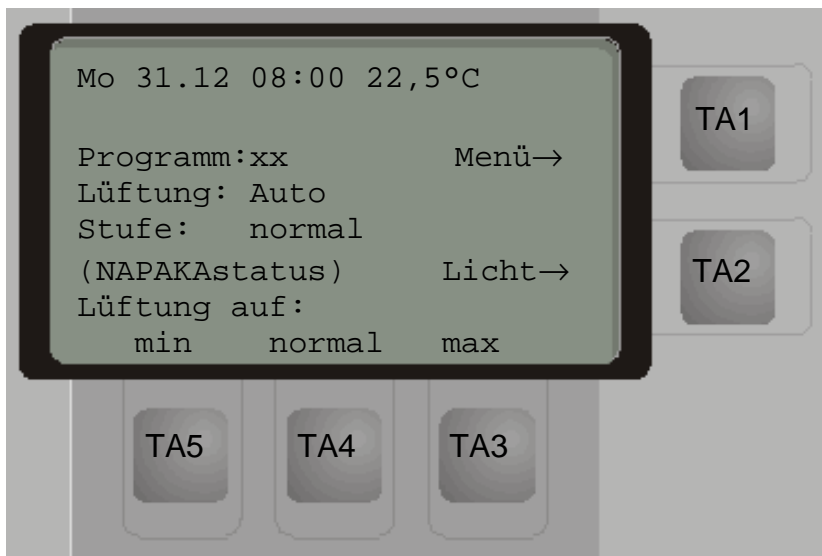 Mo 31.12 08:00 22,5°C
Programm:xx Menü→
Lüftung: Auto
Stufe: normal
(NAPAKAstatus) Licht→
Lüftung auf:
min normal max
TA1
TA2
TA5 TA4 TA3